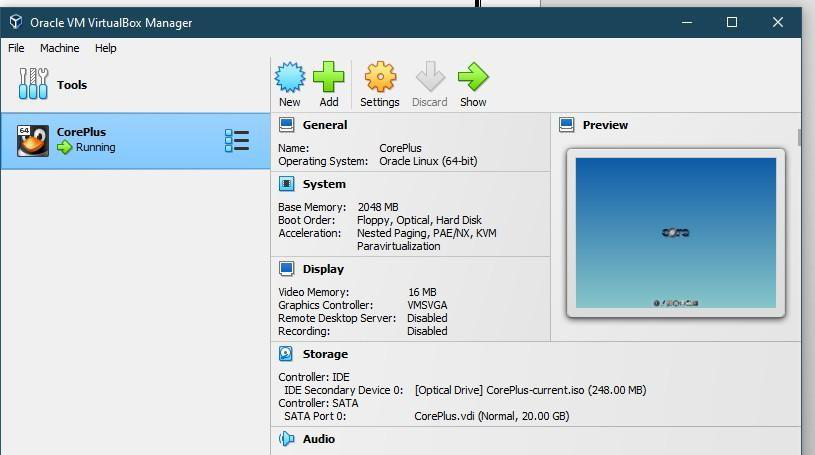 Oracle VM VirtualBox Manager
File Machine Help
Tools
New Add Settings Discard Show
64
CorePlus
Running
General
Name: CorePlus
Operating System: Oracle Linux (64-bit)
System
Base Memory: 2048 MB
Boot Order: Floppy, Optical, Hard Disk
Acceleration: Nested Paging, PAE/NX, KVM
Paravirtualization
Display
Video Memory: 16 MB
Graphics Controller: VMSVGA
Remote Desktop Server: Disabled
Recording: Disabled
Preview
core
Storage
Controller: IDE
IDE Secondary Device 0: [Optical Drive] CorePlus-current.iso (248.00 MB)
Controller: SATA
SATA Port 0: CorePlus.vdi (Normal, 20.00 GB)
Audio